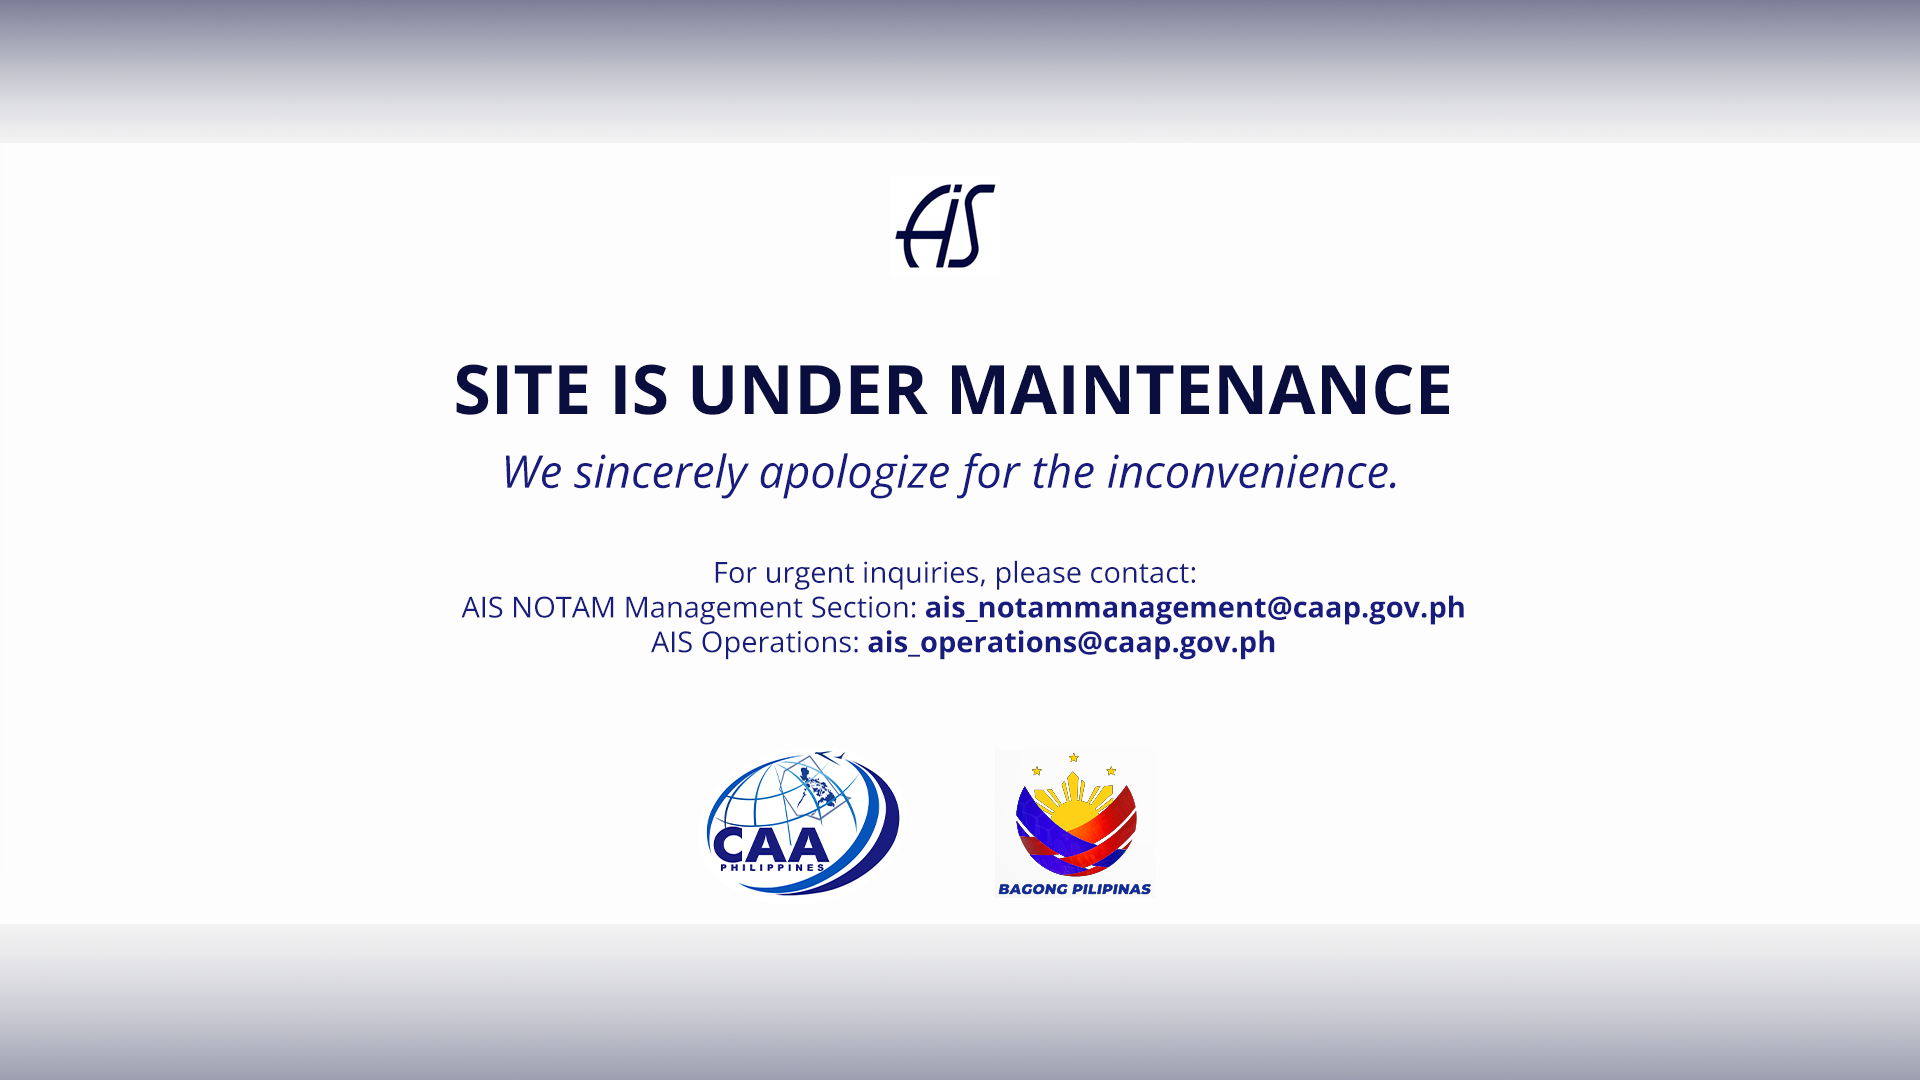 AiS
SITE IS UNDER MAINTENANCE
We sincerely apologize for the inconvenience.
For urgent inquiries, please contact:
AIS NOTAM Management Section: ais_notammanagement@caap.gov.ph
AIS Operations: ais_operations@caap.gov.ph
CAA
PHILIPPINES
BAGONG PILIPINAS